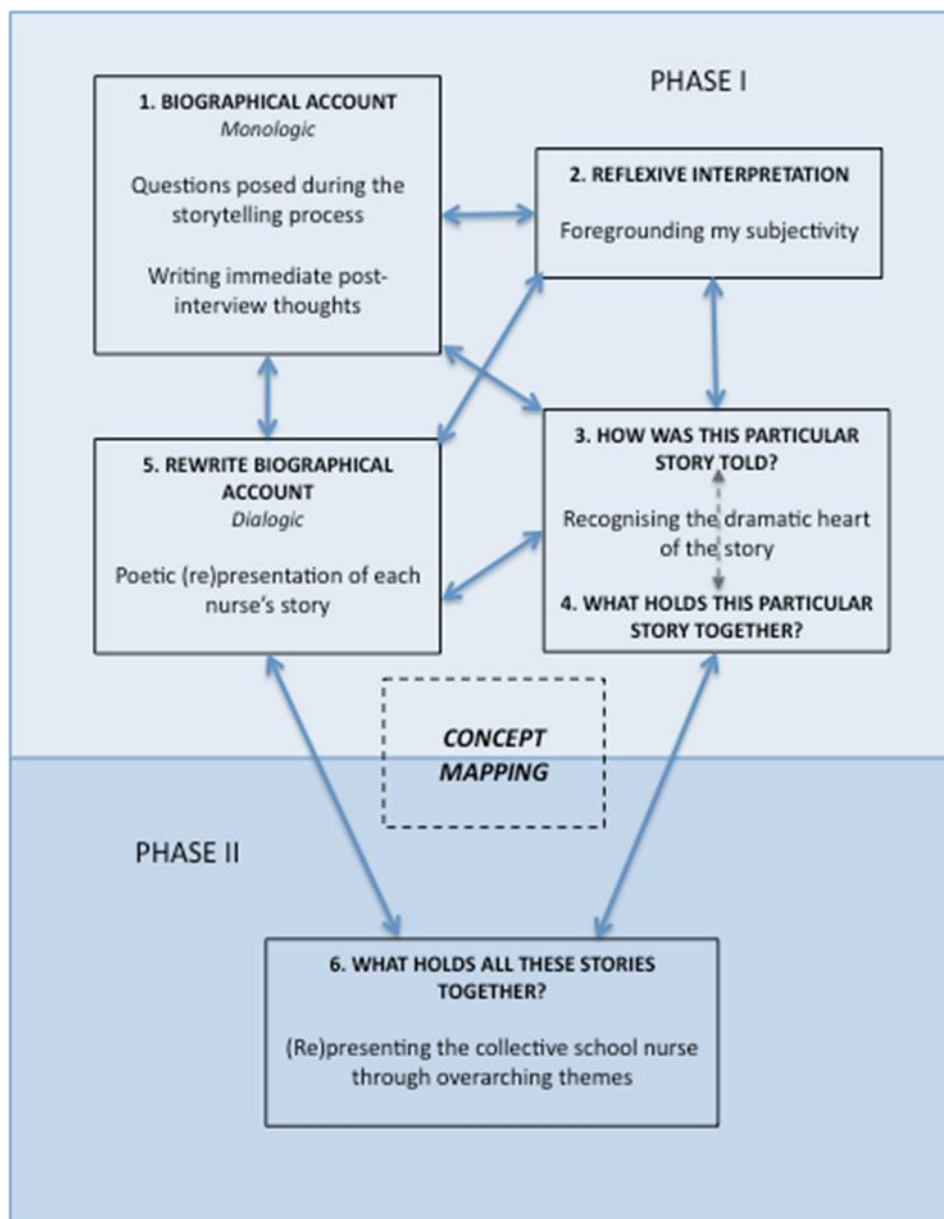 PHASE I
1. BIOGRAPHICAL ACCOUNT
Monologic
Questions posed during the
storytelling process
Writing immediate post-
interview thoughts
2. REFLEXIVE INTERPRETATION
Foregrounding my subjectivity
3. HOW WAS THIS PARTICULAR
STORY TOLD?
Recognising the dramatic heart
of the story
4. WHAT HOLDS THIS PARTICULAR
STORY TOGETHER?
5. REWRITE BIOGRAPHICAL
ACCOUNT
Dialogic
Poetic (re)presentation of each
nurse's story
CONCEPT
MAPPING
PHASE II
6. WHAT HOLDS ALL THESE STORIES
TOGETHER?
(Re)presenting the collective school nurse
through overarching themes